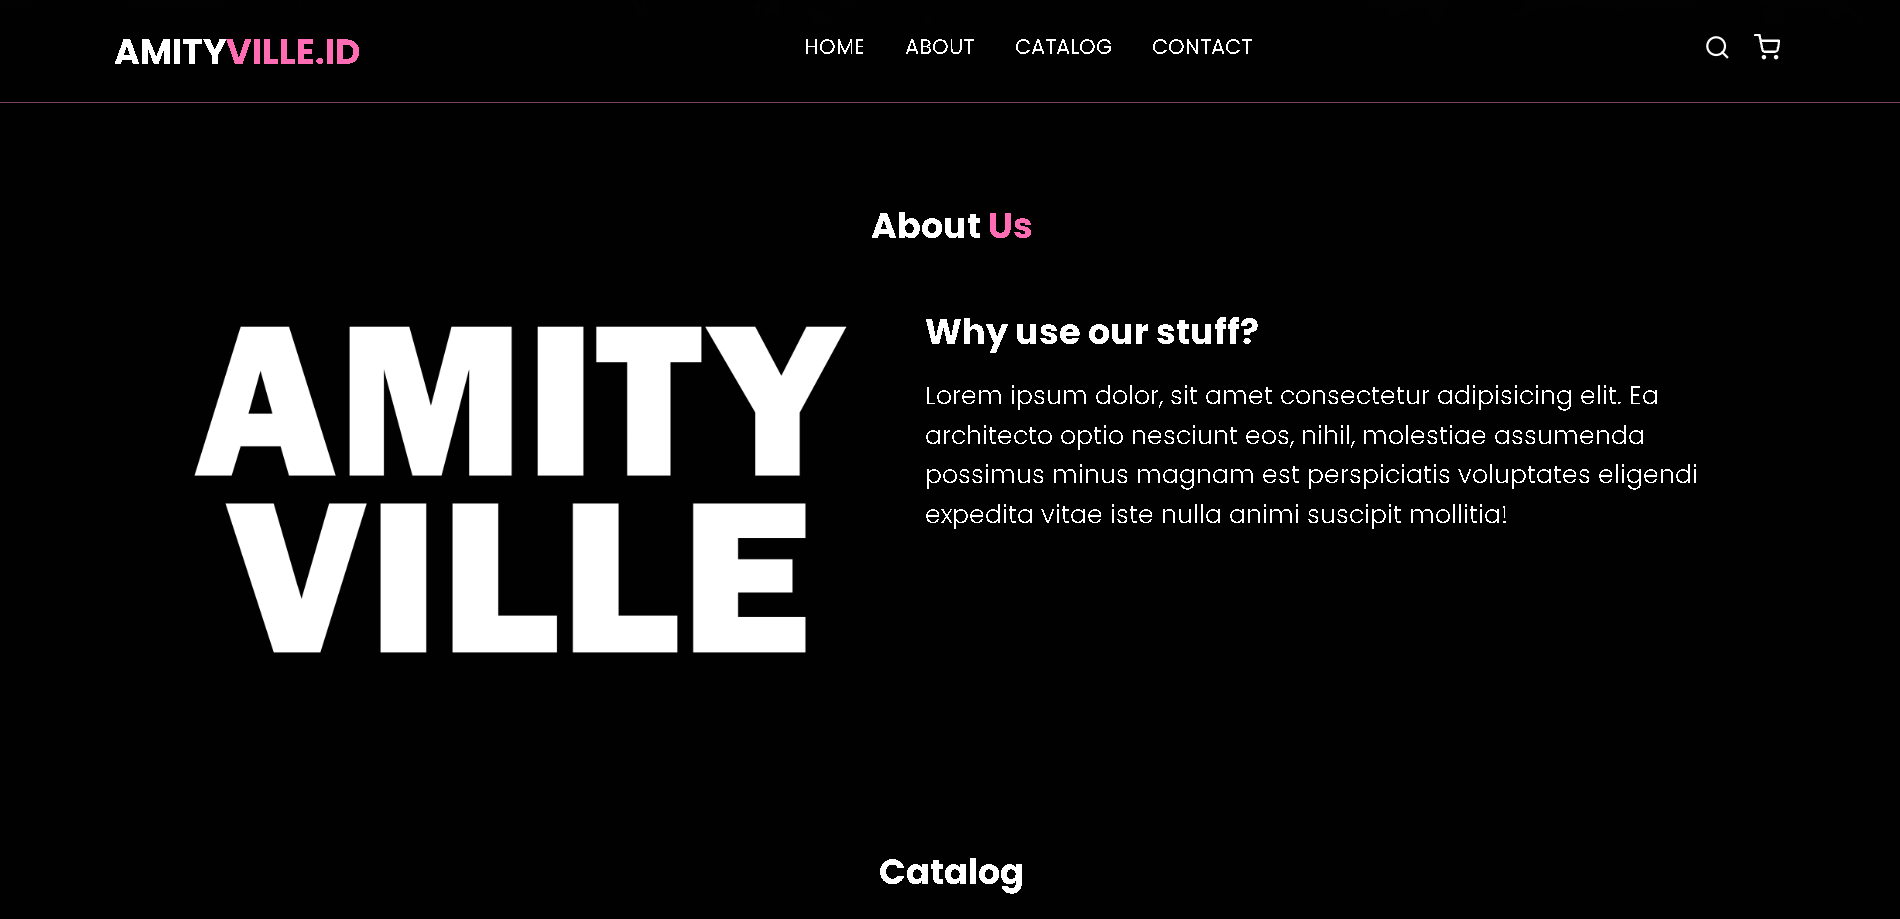 AMITYVILLE.ID
HOME ABOUT CATALOG CONTACT
About Us
AMITY
VILLE
Why use our stuff?
Lorem ipsum dolor, sit amet consectetur adipisicing elit. Ea
architecto optio nesciunt eos, nihil, molestiae assumenda
possimus minus magnam est perspiciatis voluptates eligendi
expedita vitae iste nulla animi suscipit mollitia!
Catalog